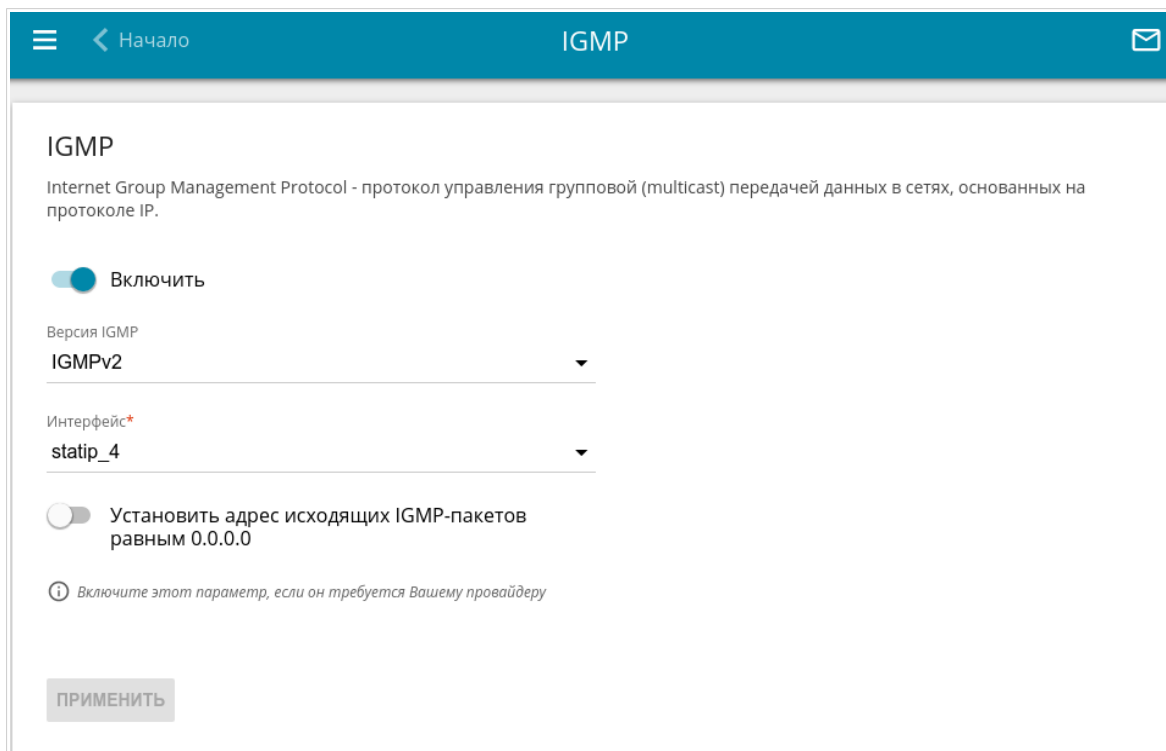 Начало
IGMP
IGMP
Internet Group Management Protocol - протокол управления групповой (multicast) передачей данных в сетях, основанных на
протоколе IP.
Включить
Версия IGMP
IGMPv2
Интерфейс*
statip_4
Установить адрес исходящих IGMP-пакетов
равным 0.0.0.0
Включите этот параметр, если он требуется Вашему провайдеру
ПРИМЕНИТЬ